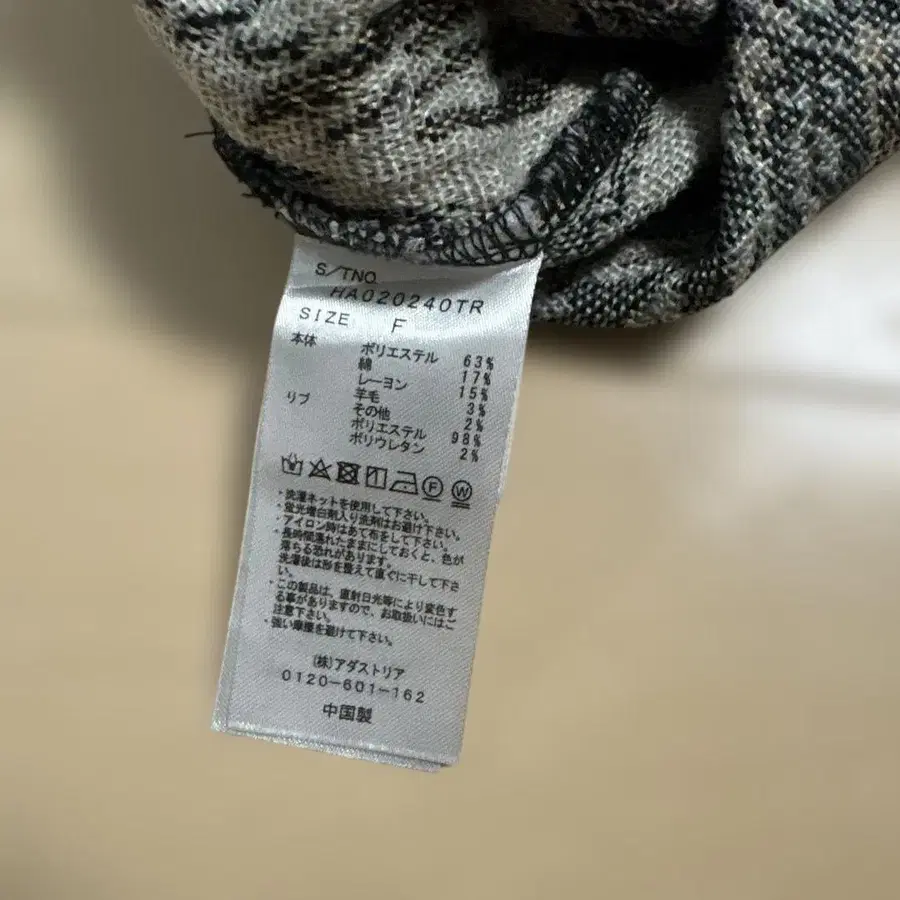 S/TNO.
HA020240TR
SIZE F
本体 ポリエステル 63%
綿 17%
レーヨン 15%
羊毛 3%
その他 2%
リブ ポリエステル 98%
ポリウレタン 2%
F W
・洗濯ネットを使用して下さい。
・蛍光増白剤入り洗剤はお避け下さい。
・アイロン時はあて布をして下さい。
・長時間濡れたままにしておくと、色が
落ちる恐れがあります。
洗濯後は形を整えて直ぐに干して下さ
い。
・この製品は、直射日光等により変色す
る事がありますので、お取扱いにはご
注意下さい。
・強い摩擦を避けて下さい。
(株)アダストリア
0120-601-162
中国製